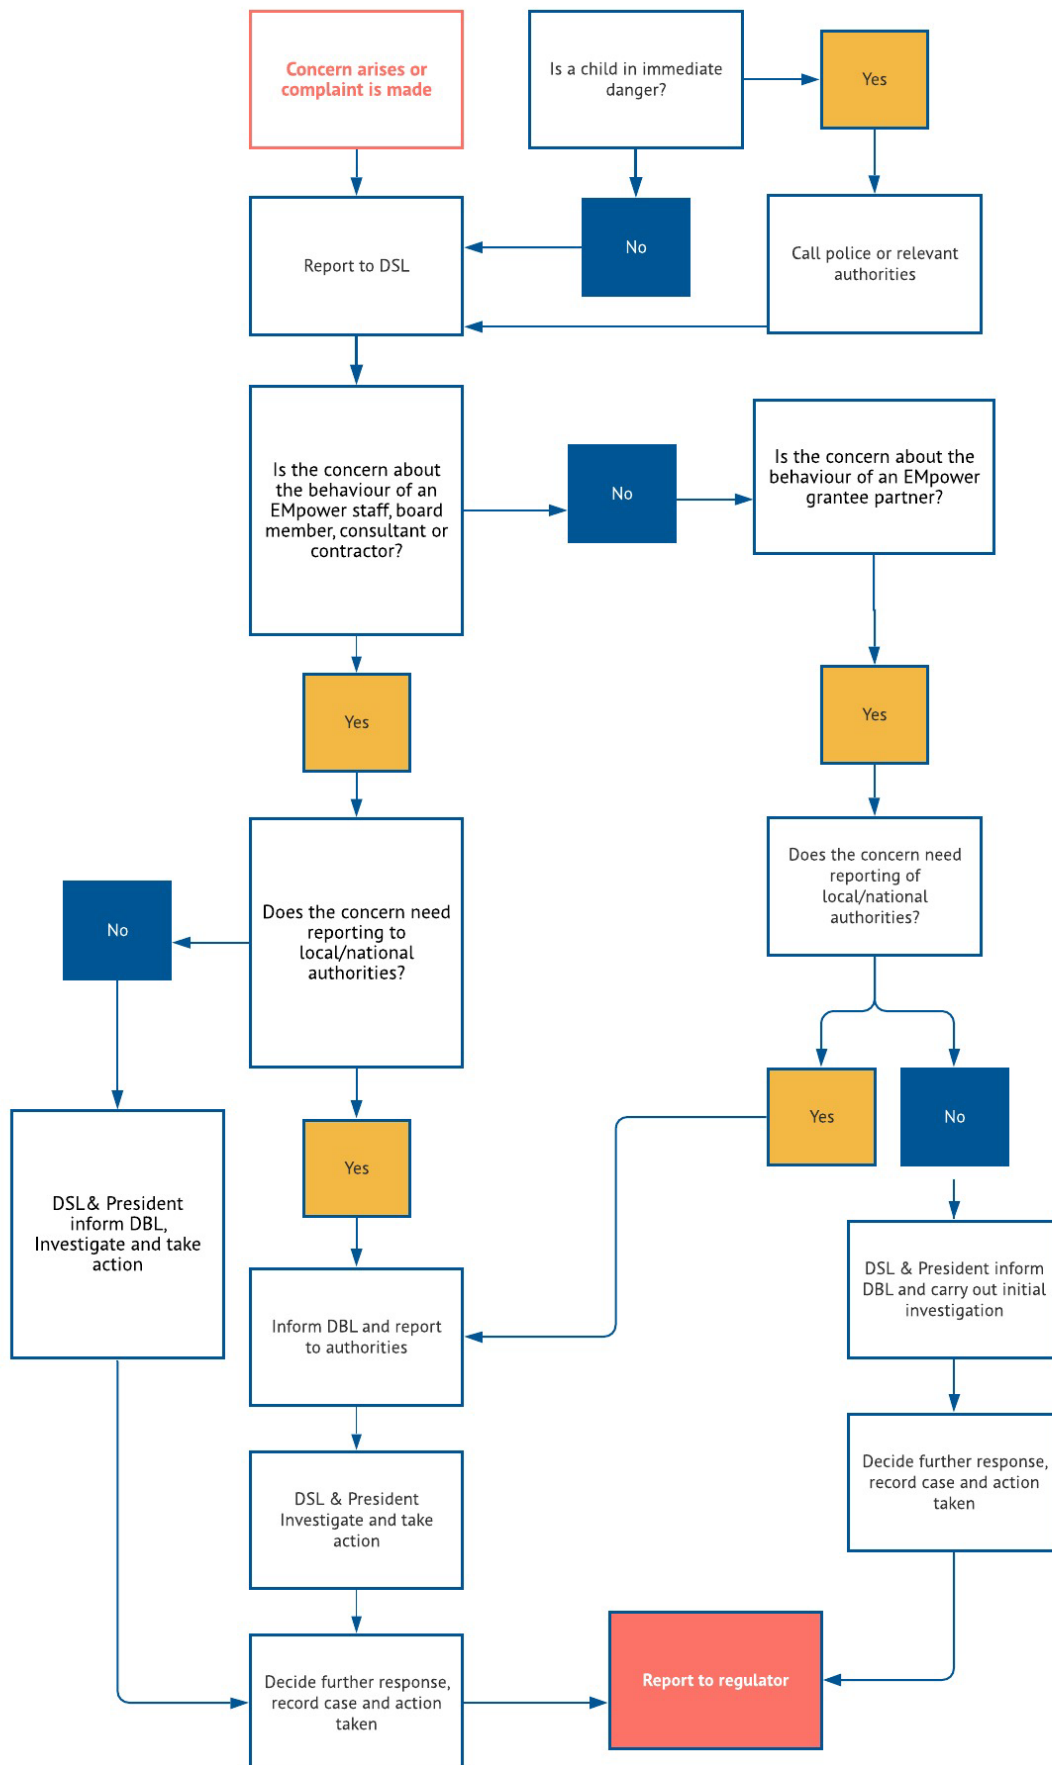 Concern arises or
complaint is made
Is a child in immediate
danger?
Yes
Report to DSL
No
Call police or relevant
authorities
Is the concern about
the behaviour of an
EMpower staff, board
member, consultant or
contractor?
No
Is the concern about the
behaviour of an EMpower
grantee partner?
Yes
Yes
Does the concern need
reporting of
local/national
authorities?
No
Does the concern need
reporting to
local/national
authorities?
Yes
No
Yes
DSL& President
inform DBL,
Investigate and take
action
DSL & President inform
DBL and carry out initial
investigation
Inform DBL and report
to authorities
Decide further response,
record case and action
taken
DSL & President
Investigate and take
action
Decide further response,
record case and action
taken
Report to regulator